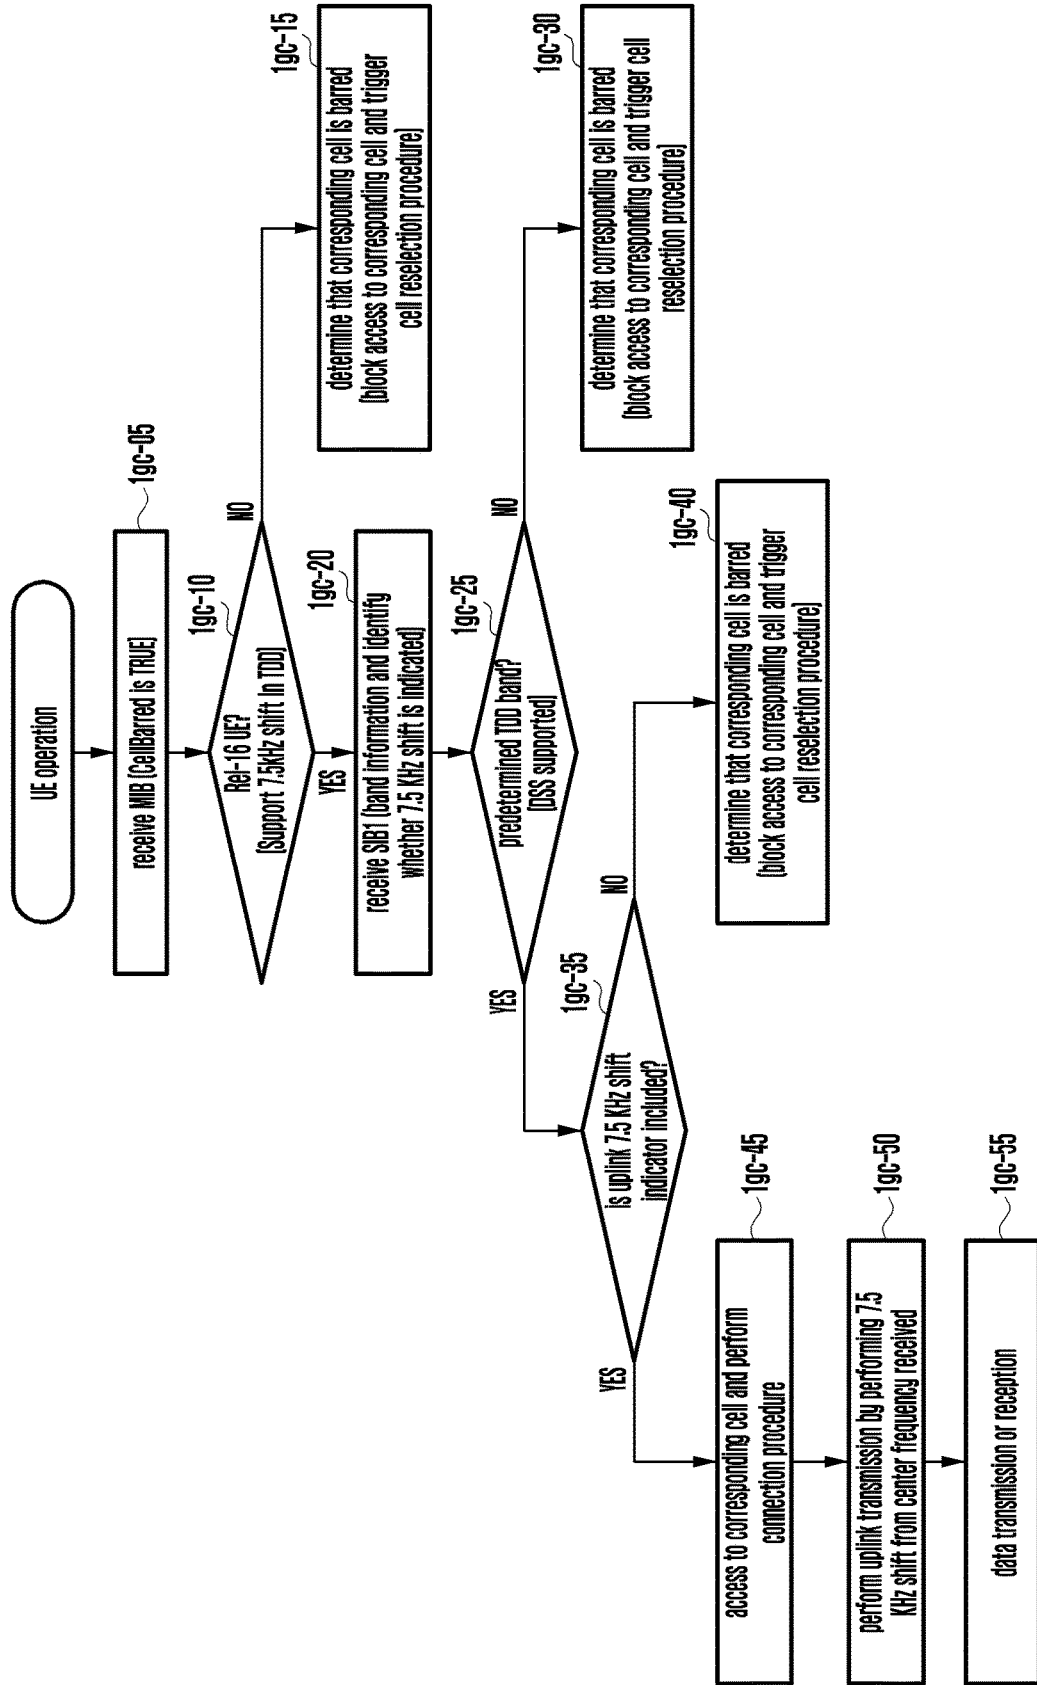 UE operation
1gc-05
receive MIB (CellBarred is TRUE)
1gc-10
Rel-16 UE?
(Support 7.5kHz shift in TDD)
NO
YES
1gc-15
determine that corresponding cell is barred
(block access to corresponding cell and trigger
cell reselection procedure)
1gc-20
receive SIB1 (band information and identify
whether 7.5 KHz shift is indicated)
1gc-25
predetermined TDD band?
(DSS supported)
NO
YES
1gc-30
determine that corresponding cell is barred
(block access to corresponding cell and trigger cell
reselection procedure)
1gc-35
is uplink 7.5 KHz shift
indicator included?
NO
YES
1gc-40
determine that corresponding cell is barred
(block access to corresponding cell and trigger
cell reselection procedure)
1gc-45
access to corresponding cell and perform
connection procedure
1gc-50
perform uplink transmission by performing 7.5
KHz shift from center frequency received
1gc-55
data transmission or reception